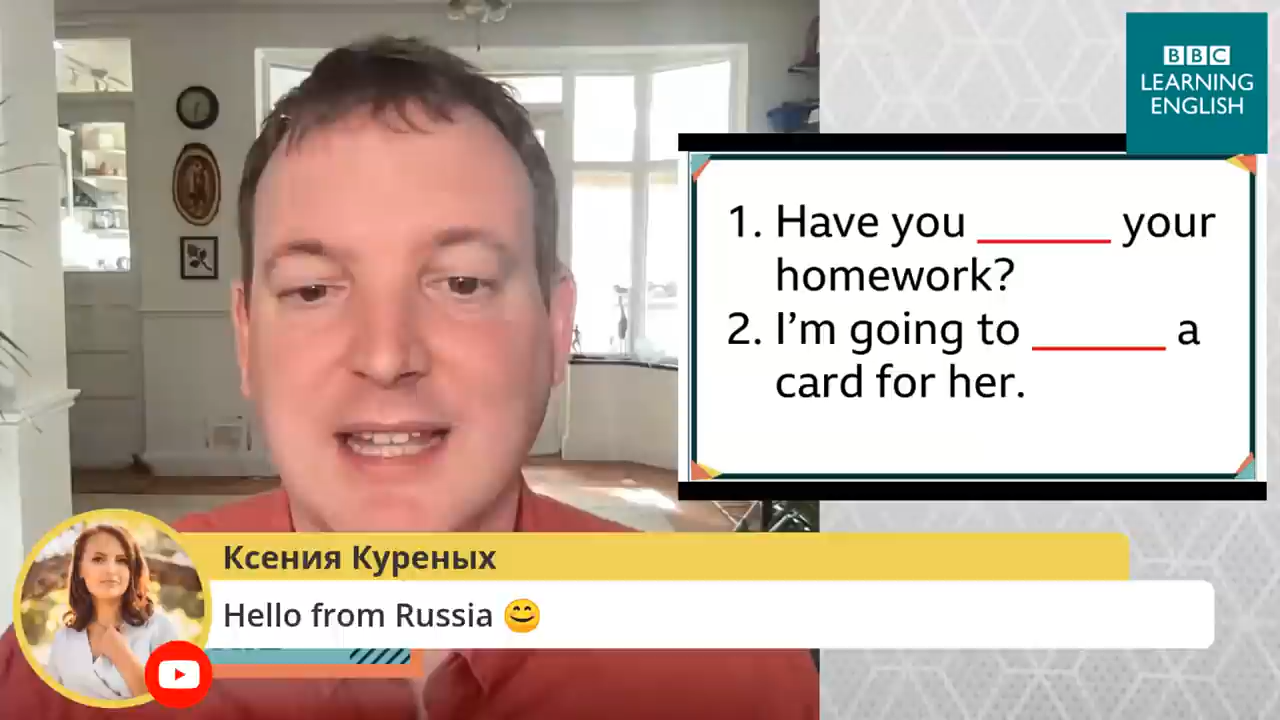 BBC
LEARNING
ENGLISH
1. Have you ______ your
homework?
2. I’m going to ______ a
card for her.
Ксения Куреных
Hello from Russia 😊